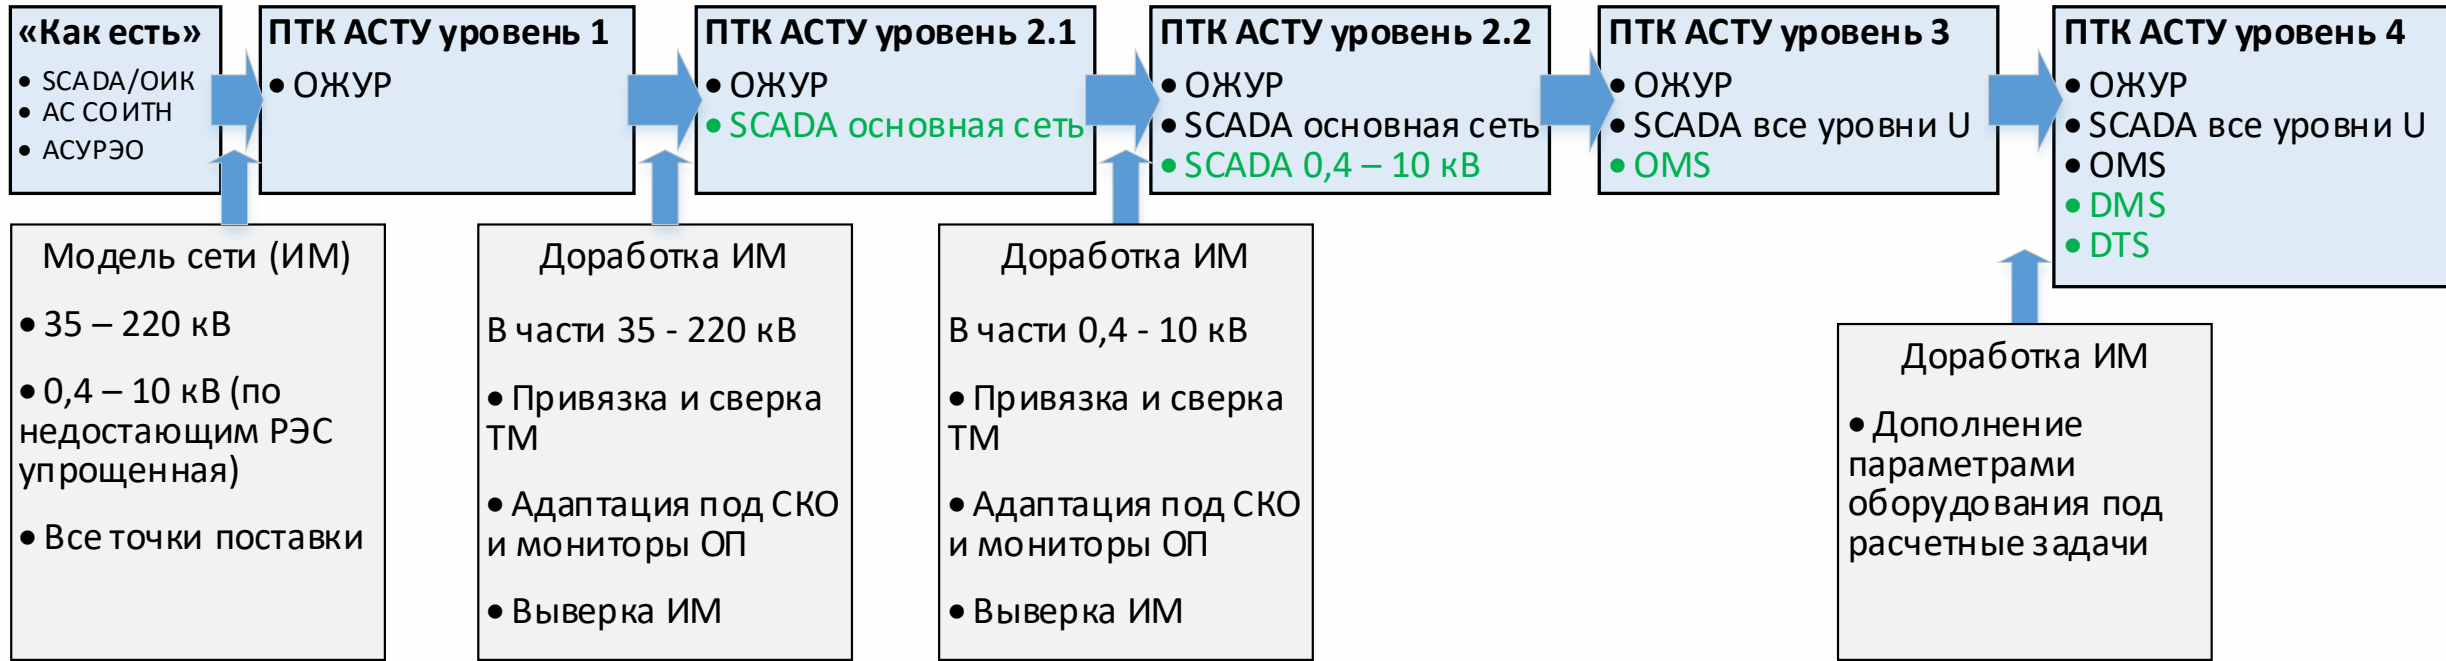 «Как есть»
• SCADA/ОИК
• АС СОИТН
• АСУРЭО
ПТК АСТУ уровень 1
• ОЖУР
ПТК АСТУ уровень 2.1
• ОЖУР
• SCADA основная сеть
ПТК АСТУ уровень 2.2
• ОЖУР
• SCADA основная сеть
• SCADA 0,4 – 10 кВ
ПТК АСТУ уровень 3
• ОЖУР
• SCADA все уровни U
• OMS
ПТК АСТУ уровень 4
• ОЖУР
• SCADA все уровни U
• OMS
• DMS
• DTS
Модель сети (ИМ)
• 35 – 220 кВ
• 0,4 – 10 кВ (по
недостающим РЭС
упрощенная)
• Все точки поставки
Доработка ИМ
В части 35 - 220 кВ
• Привязка и сверка
ТМ
• Адаптация под СКО
и мониторы ОП
• Выверка ИМ
Доработка ИМ
В части 0,4 - 10 кВ
• Привязка и сверка
ТМ
• Адаптация под СКО
и мониторы ОП
• Выверка ИМ
Доработка ИМ
• Дополнение
параметрами
оборудования под
расчетные задачи